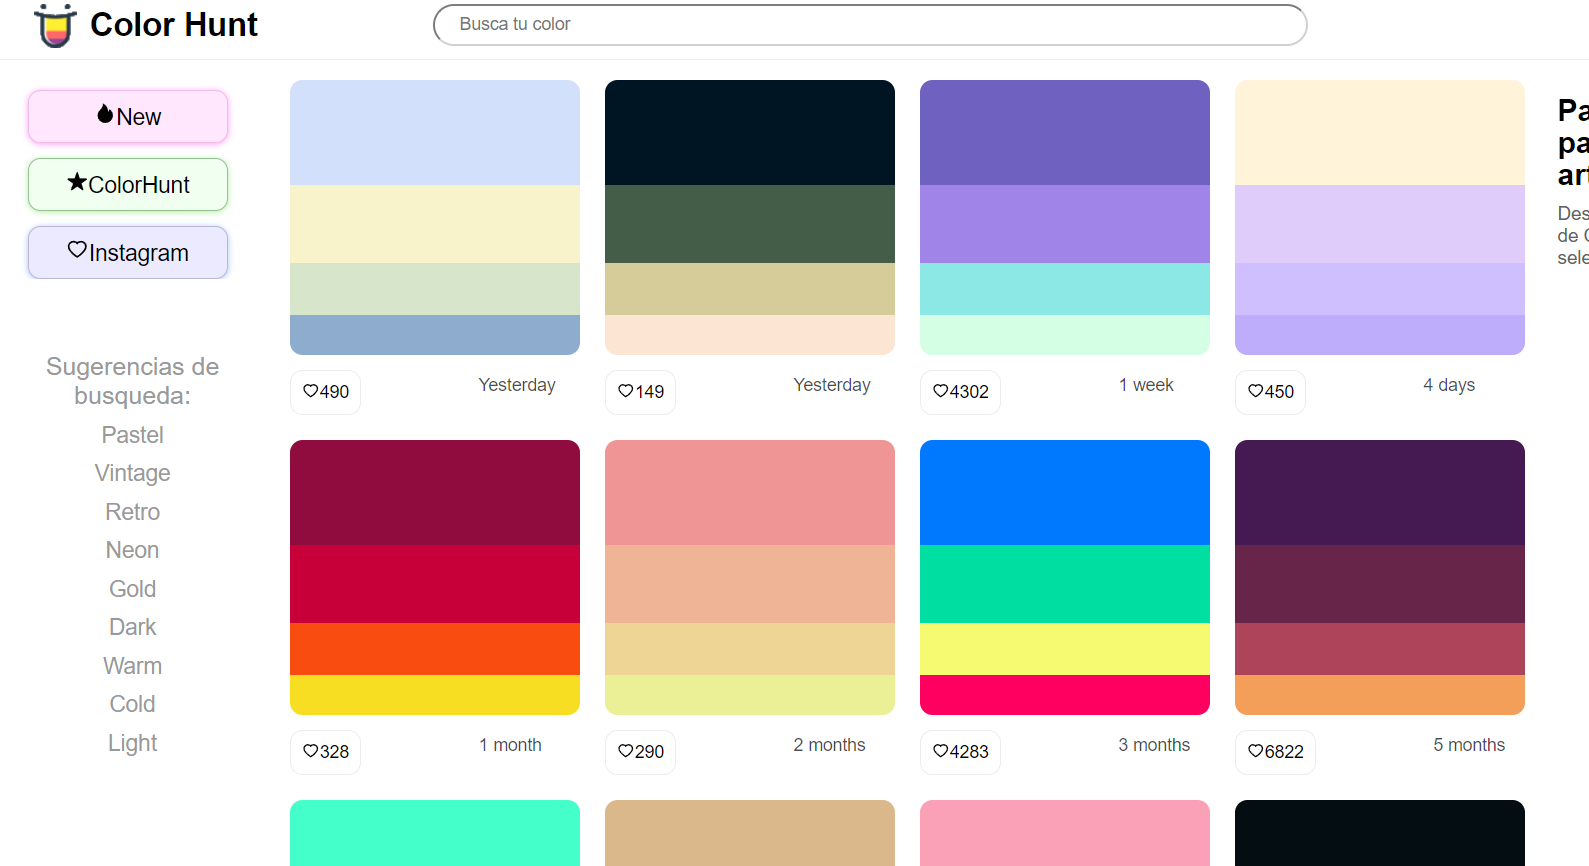 Color Hunt
Busca tu color
New
ColorHunt
Instagram
Sugerencias de
busqueda:
Pastel
Vintage
Retro
Neon
Gold
Dark
Warm
Cold
Light
490 Yesterday
149 Yesterday
4302 1 week
450 4 days
328 1 month
290 2 months
4283 3 months
6822 5 months
Pa
pa
art
Des
de C
sele